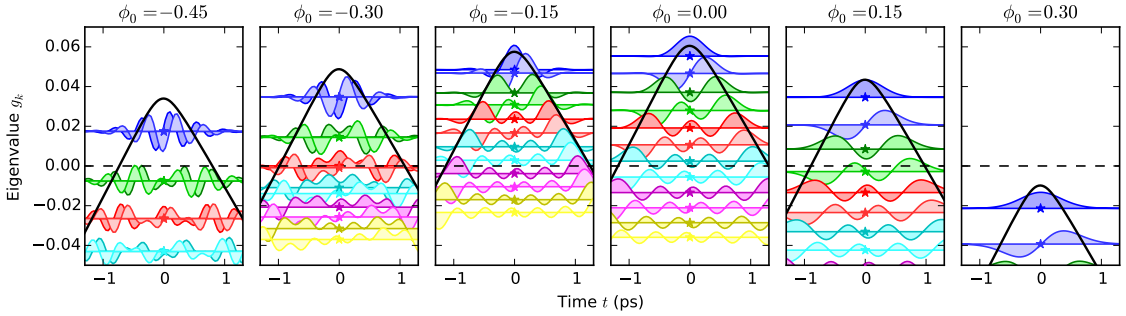 ϕ₀ = −0.45
ϕ₀ = −0.30
ϕ₀ = −0.15
ϕ₀ = 0.00
ϕ₀ = 0.15
ϕ₀ = 0.30
Eigenvalue gₖ
0.06
0.04
0.02
0.00
−0.02
−0.04
−1 0 1
−1 0 1
−1 0 1
−1 0 1
−1 0 1
−1 0 1
Time t (ps)